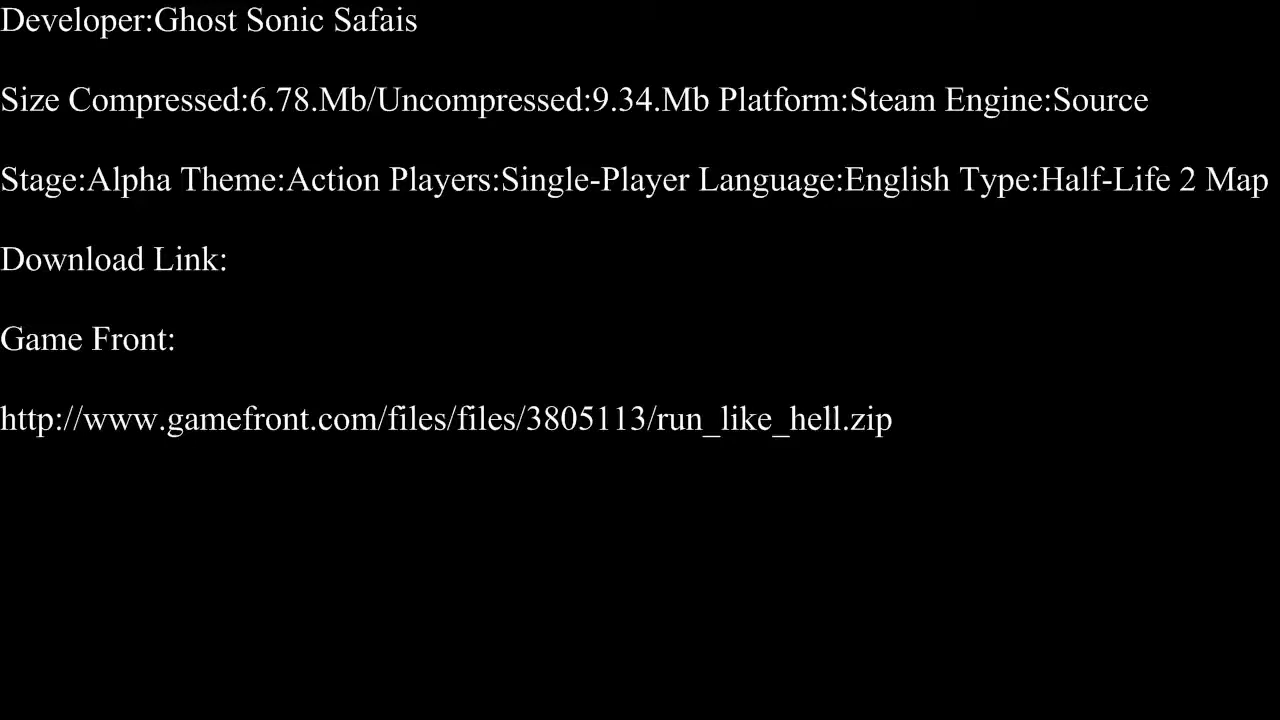 Developer:Ghost Sonic Safais
Size Compressed:6.78.Mb/Uncompressed:9.34.Mb Platform:Steam Engine:Source
Stage:Alpha Theme:Action Players:Single-Player Language:English Type:Half-Life 2 Map
Download Link:
Game Front:
http://www.gamefront.com/files/files/3805113/run_like_hell.zip